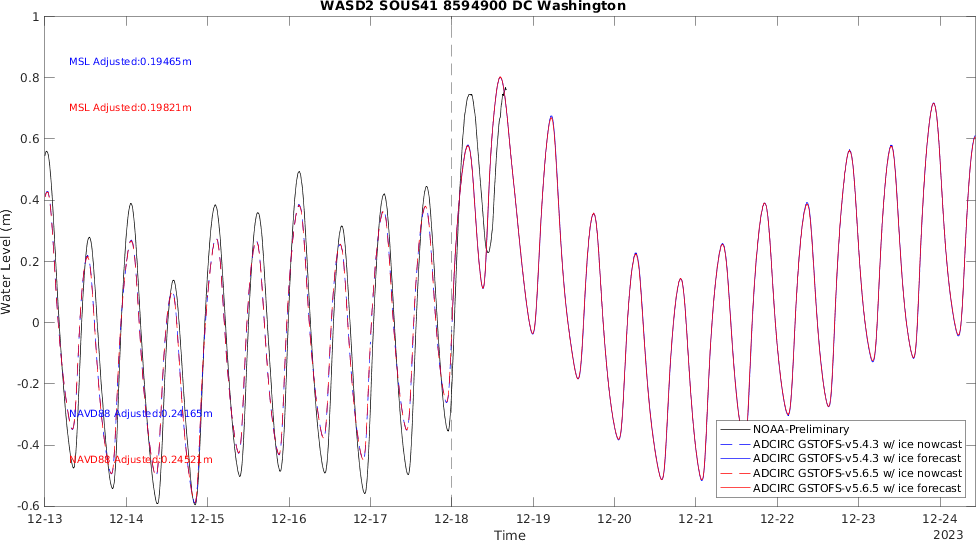 WASD2 SOUS41 8594900 DC Washington
1
0.8
0.6
0.4
0.2
0
-0.2
-0.4
-0.6
Water Level (m)
MSL Adjusted:0.19465m
MSL Adjusted:0.19821m
NAVD88 Adjusted:0.24165m
NAVD88 Adjusted:0.24521m
NOAA-Preliminary
ADCIRC GSTOFS-v5.4.3 w/ ice nowcast
ADCIRC GSTOFS-v5.4.3 w/ ice forecast
ADCIRC GSTOFS-v5.6.5 w/ ice nowcast
ADCIRC GSTOFS-v5.6.5 w/ ice forecast
12-13 12-14 12-15 12-16 12-17 12-18 12-19 12-20 12-21 12-22 12-23 12-24
Time
2023